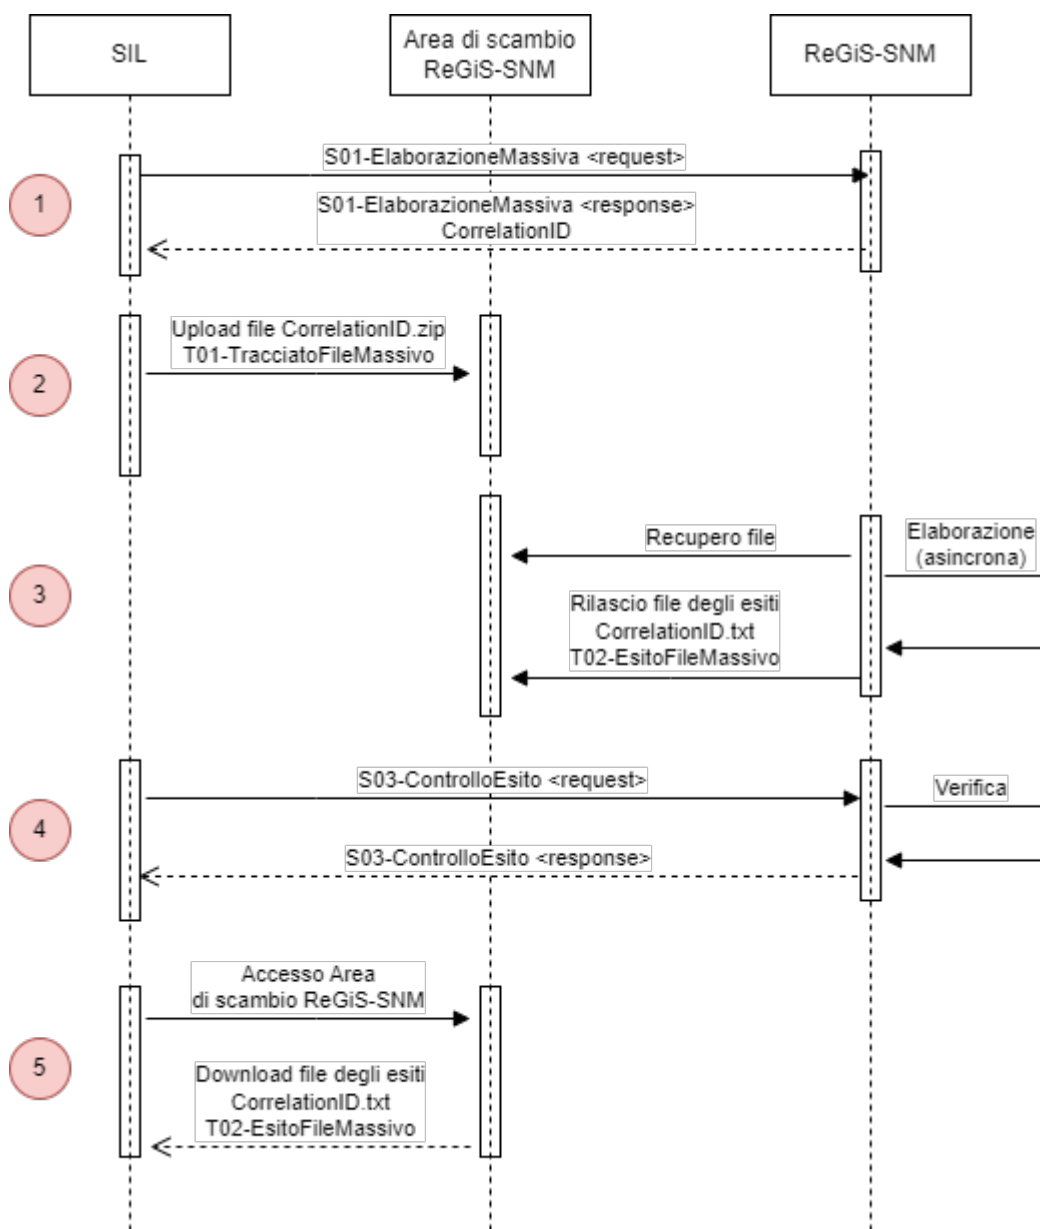 SIL
Area di scambio
ReGiS-SNM
ReGiS-SNM
1
S01-ElaborazioneMassiva <request>
S01-ElaborazioneMassiva <response>
CorrelationID
2
Upload file CorrelationID.zip
T01-TracciatoFileMassivo
3
Recupero file
Elaborazione
(asincrona)
Rilascio file degli esiti
CorrelationID.txt
T02-EsitoFileMassivo
4
S03-ControlloEsito <request>
Verifica
S03-ControlloEsito <response>
5
Accesso Area
di scambio ReGiS-SNM
Download file degli esiti
CorrelationID.txt
T02-EsitoFileMassivo